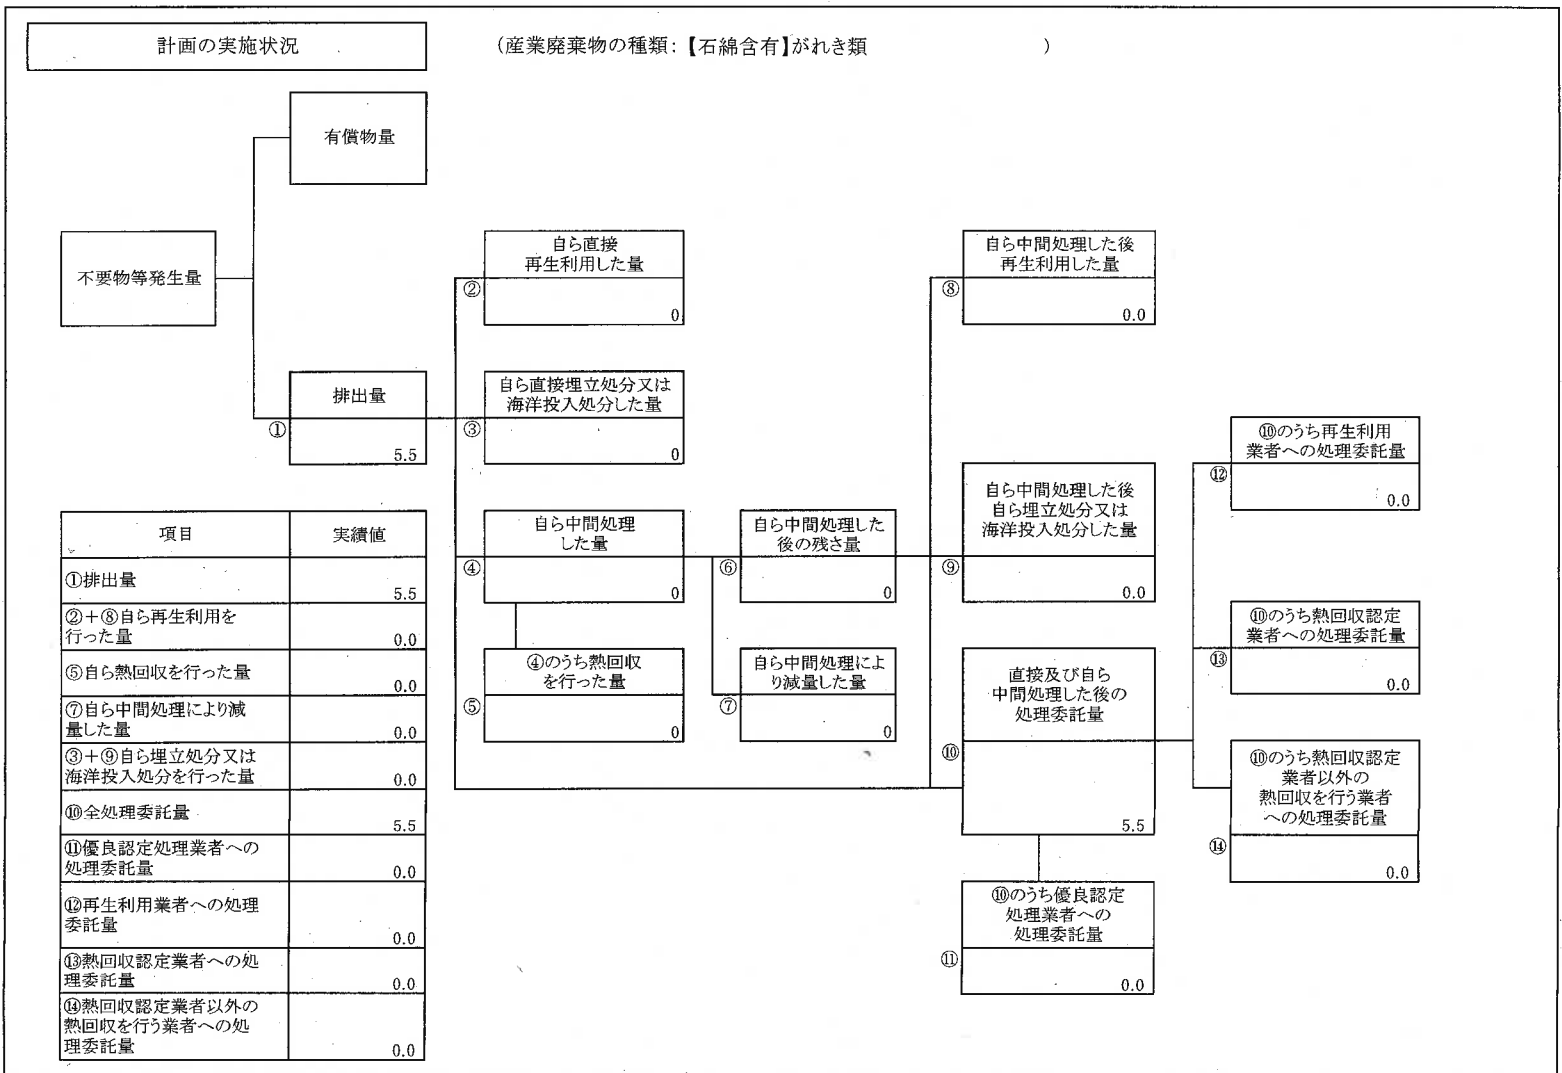 計画の実施状況
(産業廃棄物の種類:【石綿含有】がれき類 )
有償物量
不要物等発生量
排出量
①
5.5
自ら直接
再生利用した量
②
0
自ら直接埋立処分又は
海洋投入処分した量
③
0
自ら中間処理
した量
④
0
④のうち熱回収
を行った量
⑤
0
自ら中間処理した
後の残さ量
⑥
0
自ら中間処理によ
り減量した量
⑦
0
自ら中間処理した後
再生利用した量
⑧
0.0
自ら中間処理した後
自ら埋立処分又は
海洋投入処分した量
⑨
0.0
直接及び自ら
中間処理した後の
処理委託量
⑩
5.5
⑩のうち優良認定
処理業者への
処理委託量
⑪
0.0
⑩のうち再生利用
業者への処理委託量
⑫
0.0
⑩のうち熱回収認定
業者への処理委託量
⑬
0.0
⑩のうち熱回収認定
業者以外の
熱回収を行う業者
への処理委託量
⑭
0.0
項目 実績値
①排出量
5.5
②+⑧自ら再生利用を
行った量
0.0
⑤自ら熱回収を行った量
0.0
⑦自ら中間処理により減
量した量
0.0
③+⑨自ら埋立処分又は
海洋投入処分を行った量
0.0
⑩全処理委託量
5.5
⑪優良認定処理業者への
処理委託量
0.0
⑫再生利用業者への処理
委託量
0.0
⑬熱回収認定業者への処
理委託量
0.0
⑭熱回収認定業者以外の
熱回収を行う業者への処
理委託量
0.0